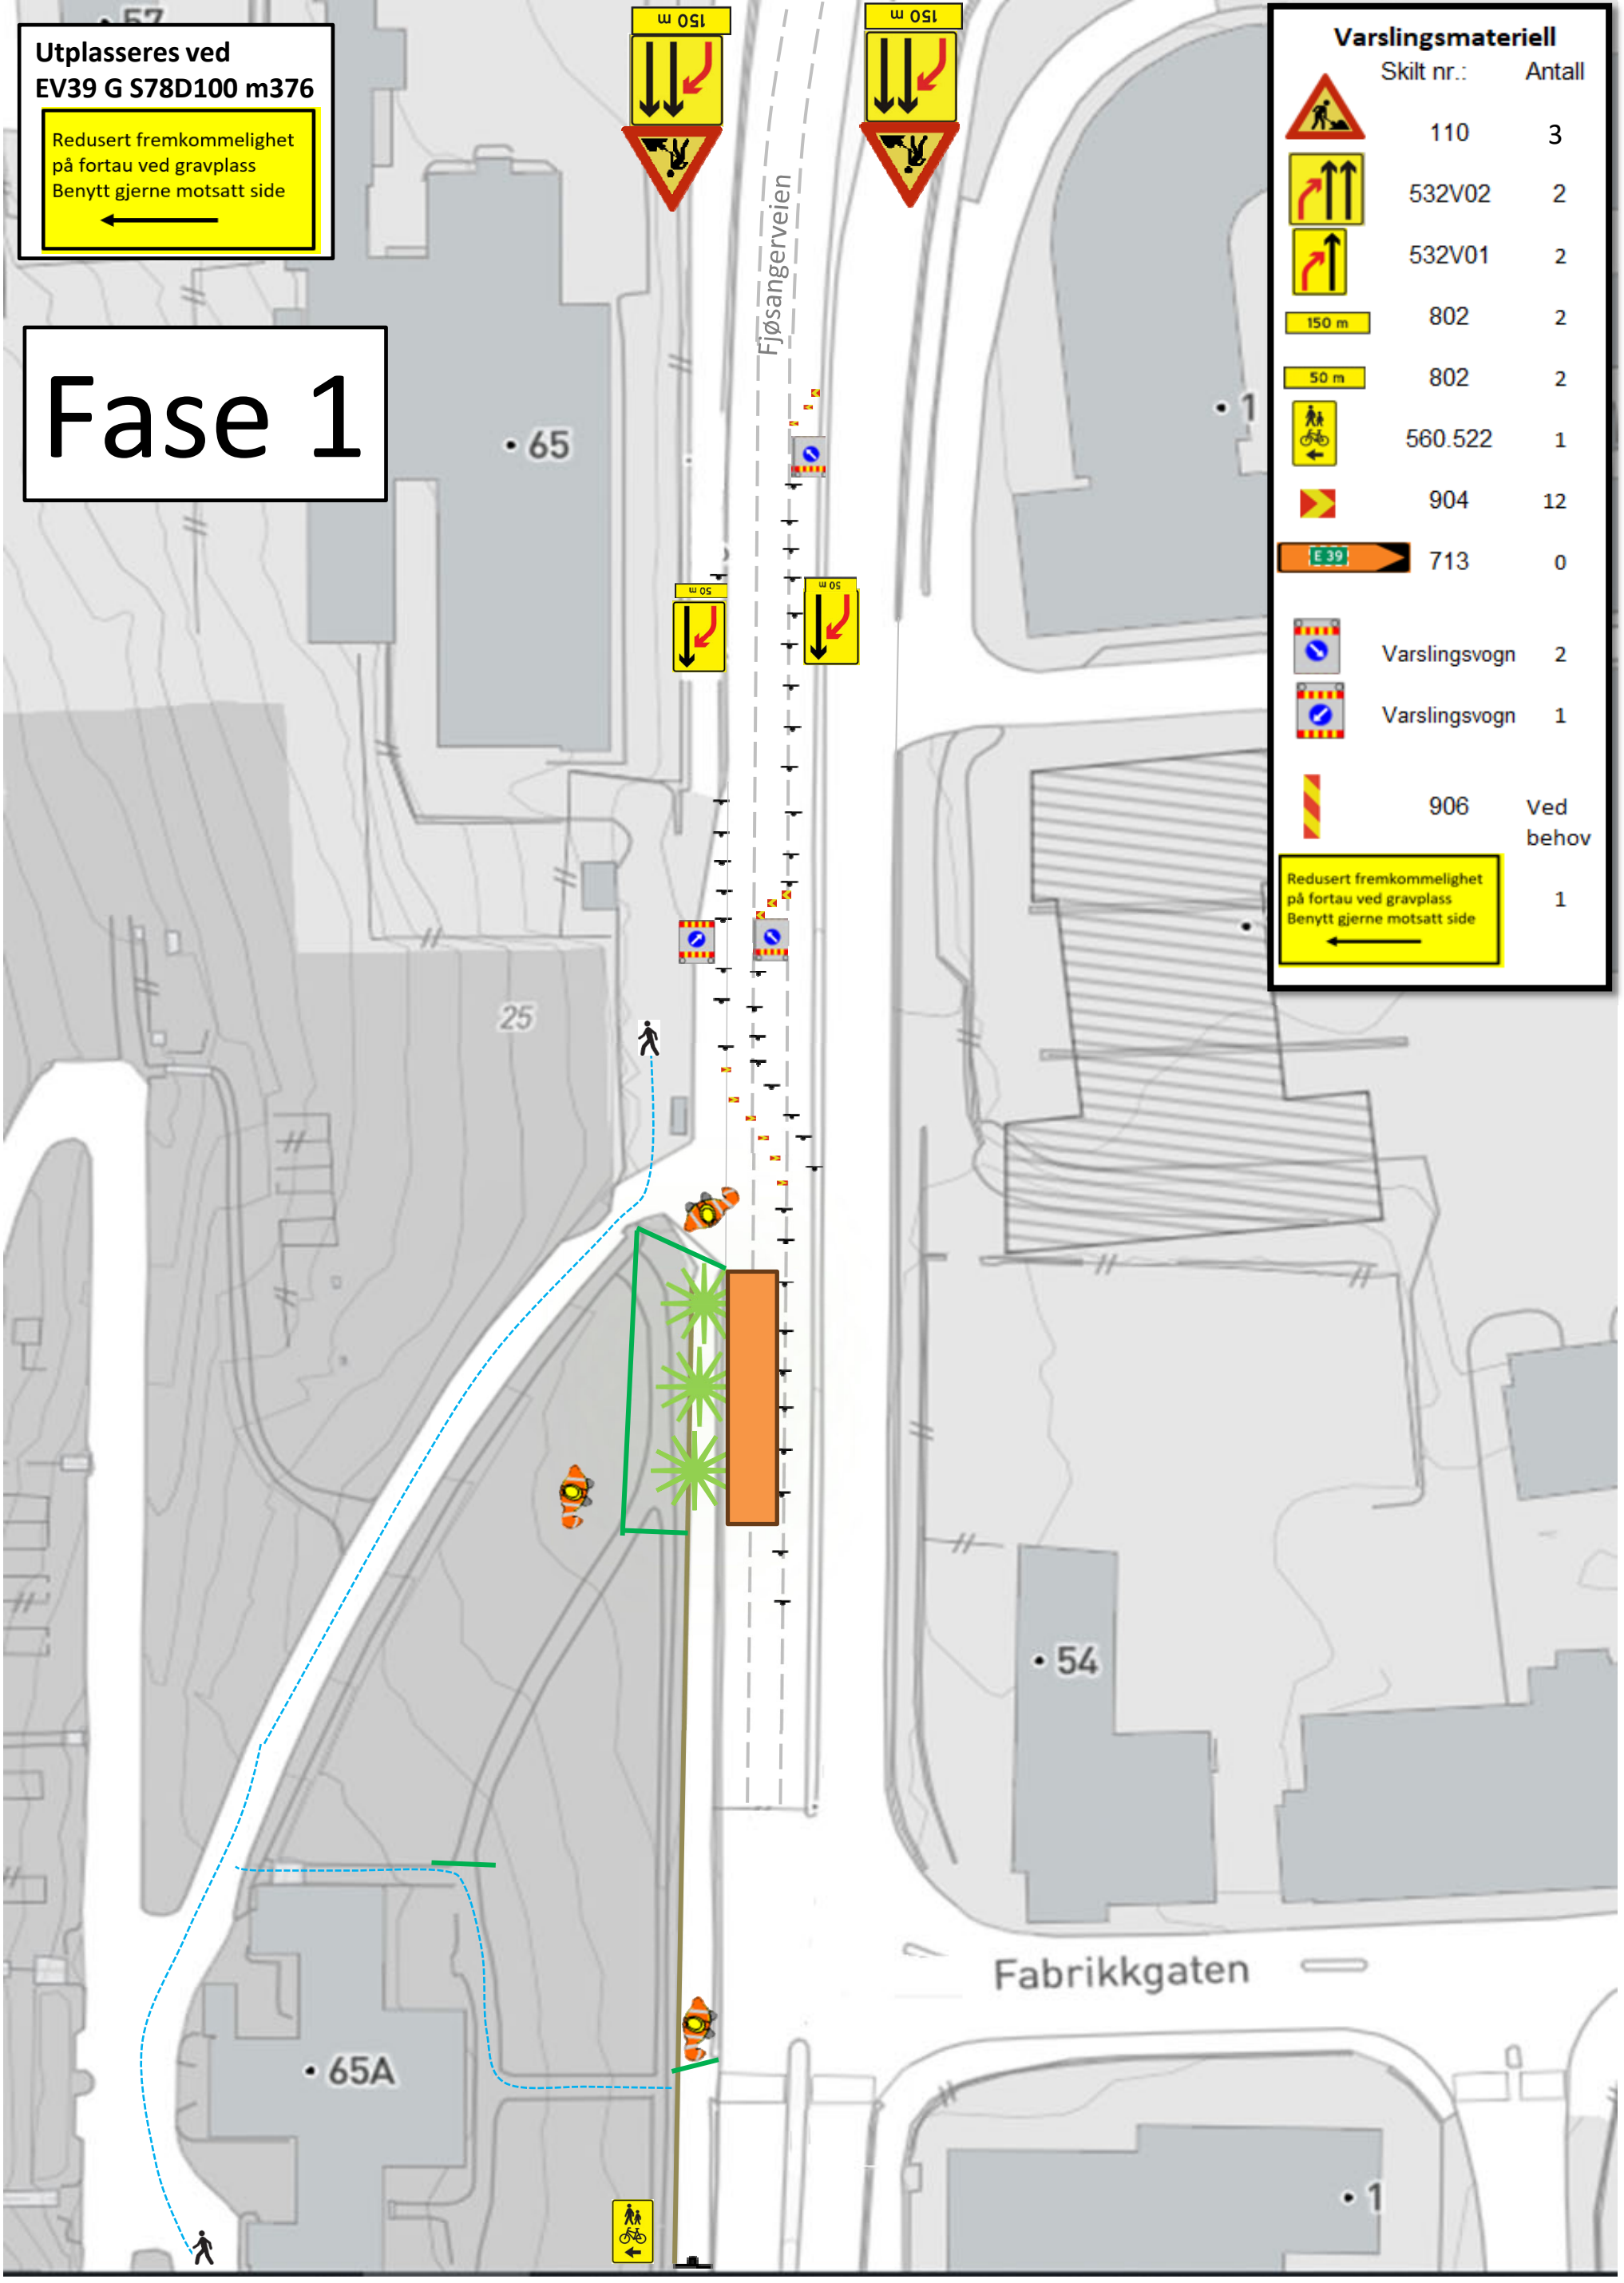 57
Utplasseres ved
EV39 G S78D100 m376
Redusert fremkommelighet
på fortau ved gravplass
Benytt gjerne motsatt side
Fase 1
150 m
150 m
Fjøsangerveien
65
50 m
50 m
25
1
54
Fabrikkgaten
65A
1
Varslingsmateriell
Skilt nr.: Antall
110 3
532V02 2
532V01 2
150 m 802 2
50 m 802 2
560.522 1
904 12
E 39 713 0
Varslingsvogn 2
Varslingsvogn 1
906 Ved
behov
Redusert fremkommelighet
på fortau ved gravplass 1
Benytt gjerne motsatt side